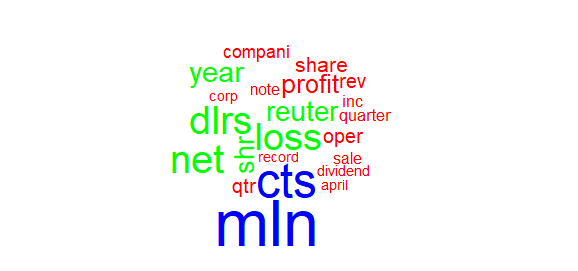 compani
share
year
profit
rev
note
corp
inc
reuter
quarter
dlrs
loss
oper
shr
record
sale
net
dividend
cts
qtr
april
mln